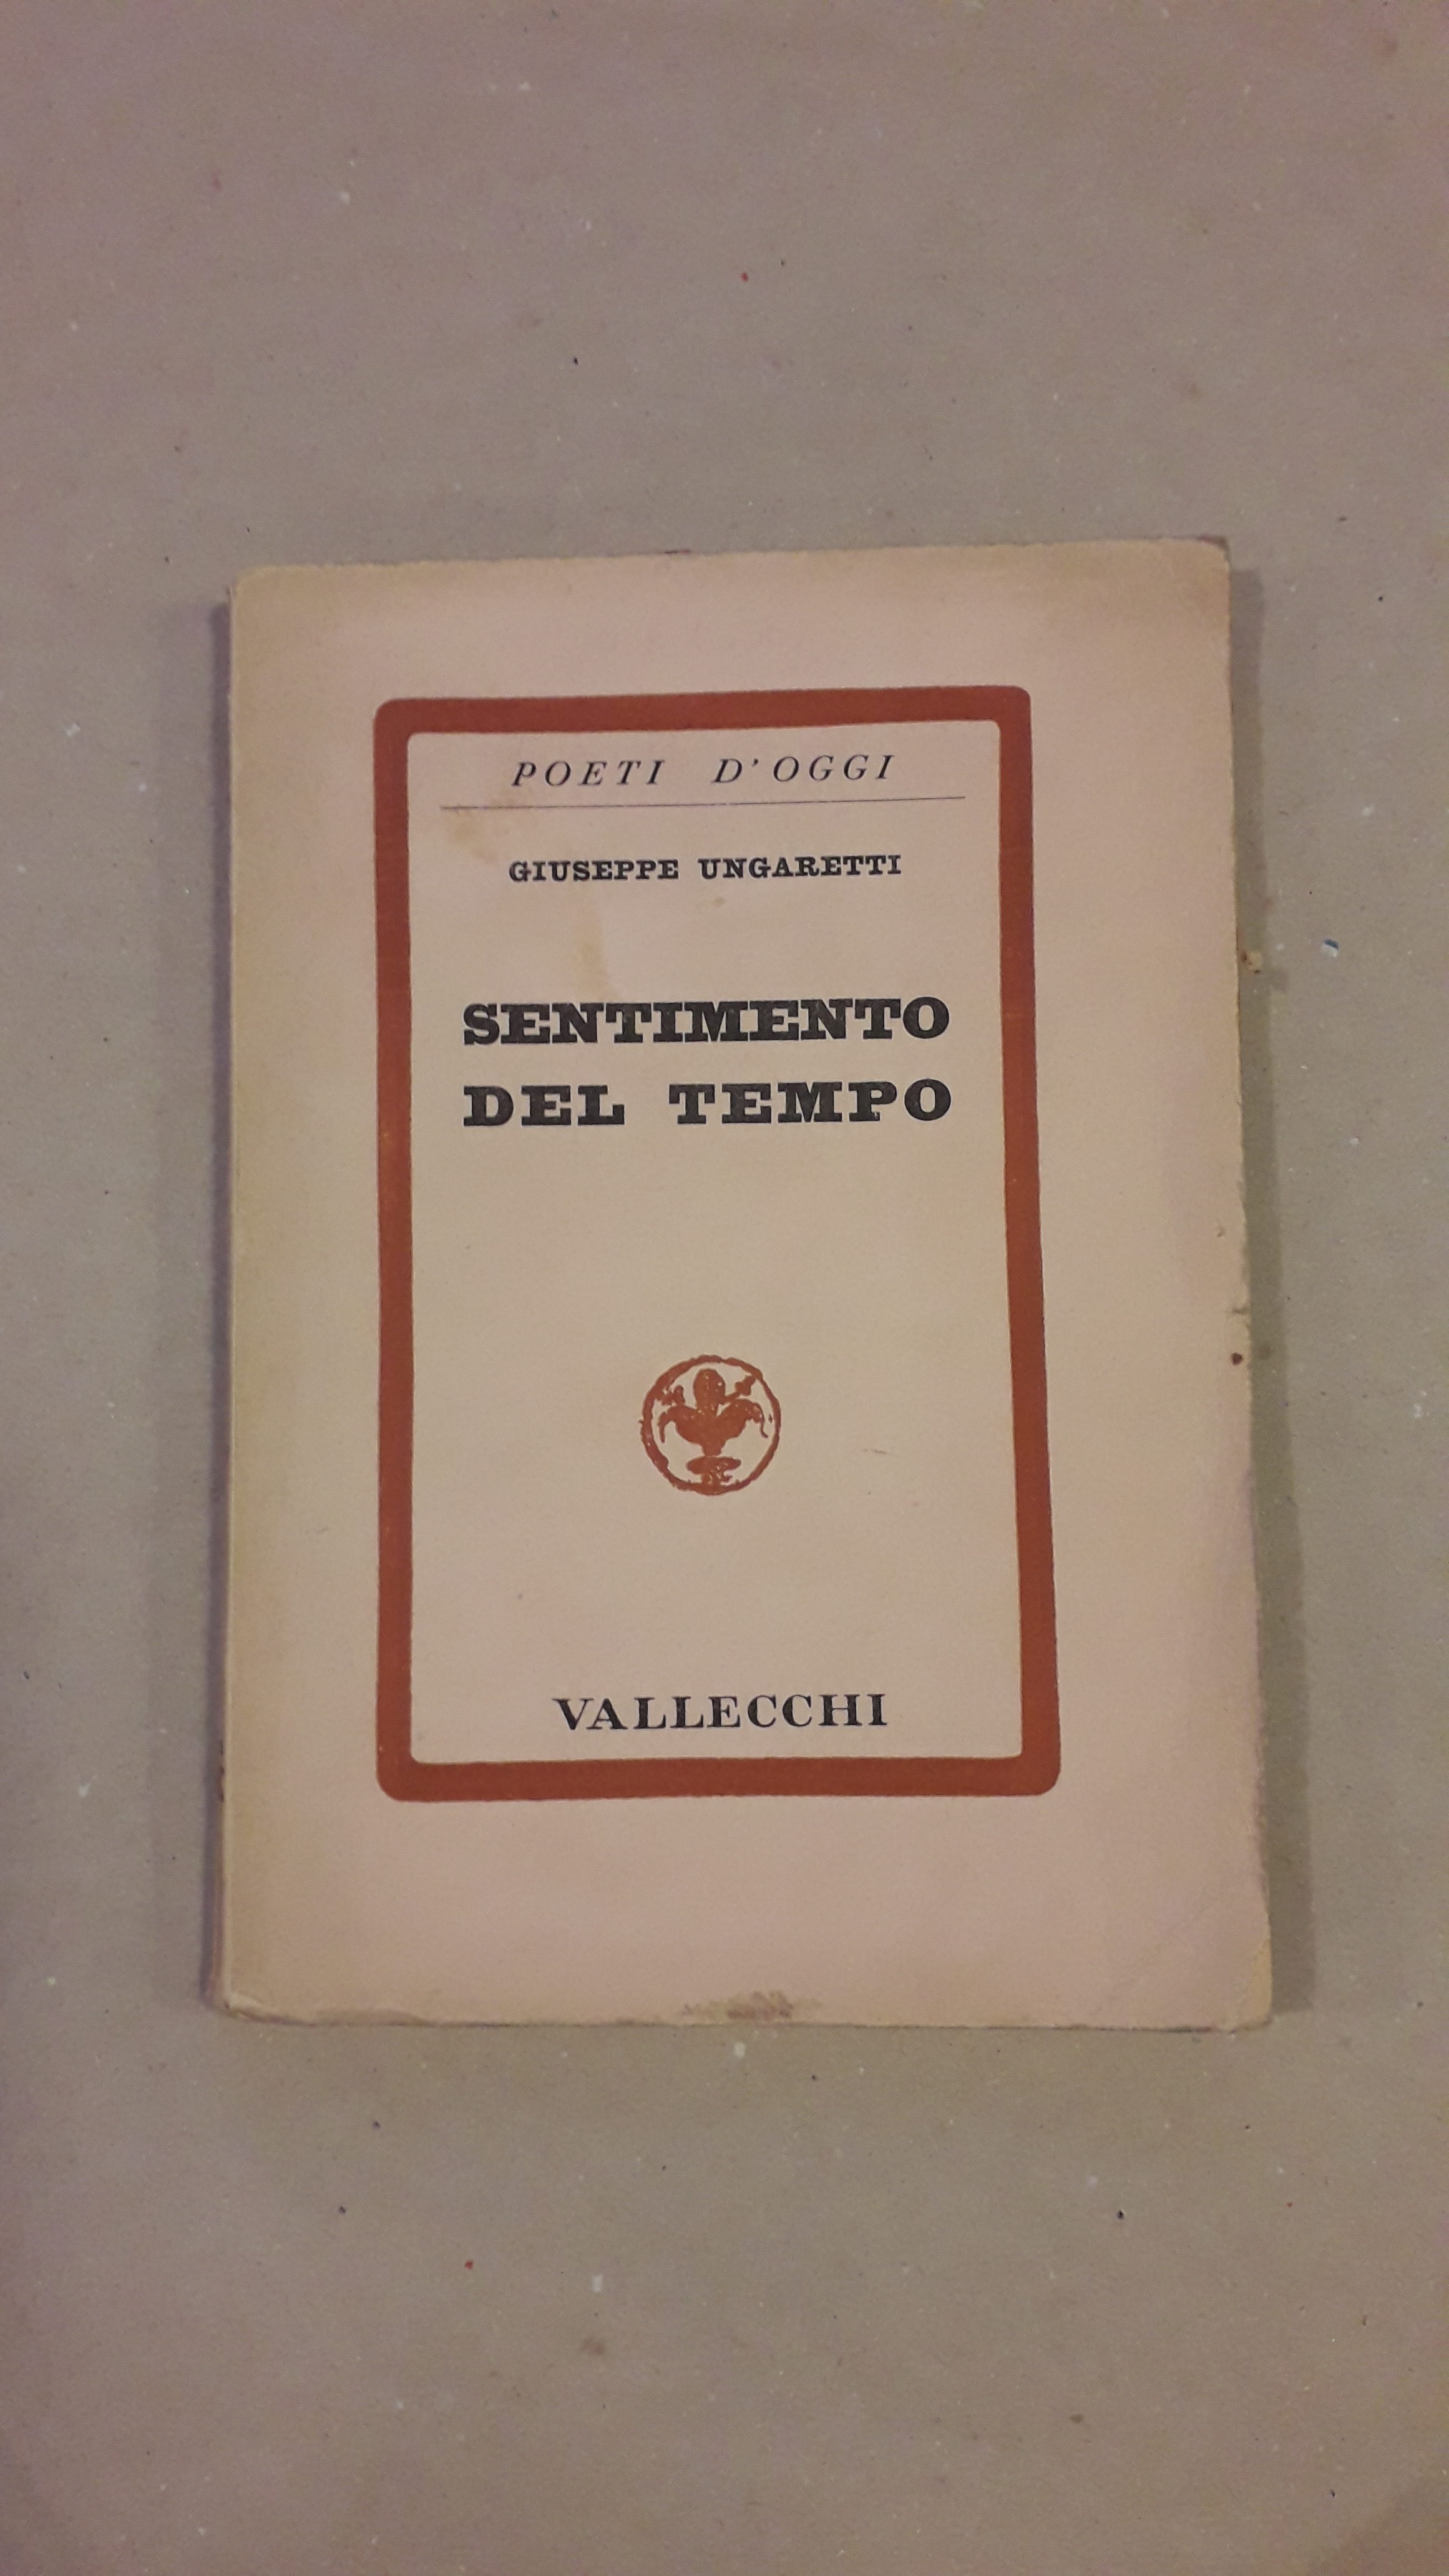 POETI D'OGGI
GIUSEPPE UNGARETTI
SENTIMENTO
DEL TEMPO
VALLECCHI